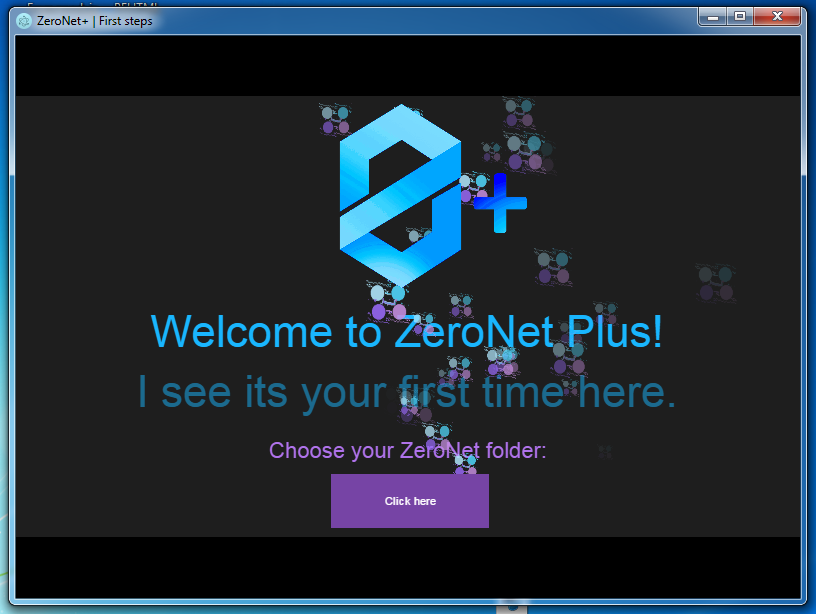 ZeroNet+ | First steps
Welcome to ZeroNet Plus!
I see its your first time here.
Choose your ZeroNet folder:
Click here